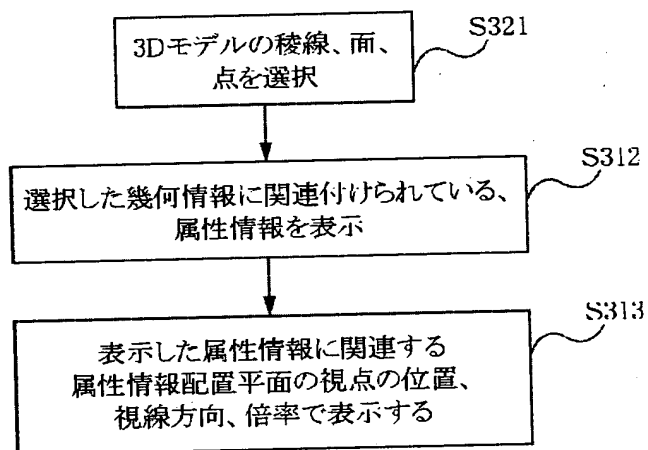 3Dモデルの稜線、面、
点を選択
S321
選択した幾何情報に関連付けられている、
属性情報を表示
S312
表示した属性情報に関連する
属性情報配置平面の視点の位置、
視線方向、倍率で表示する
S313